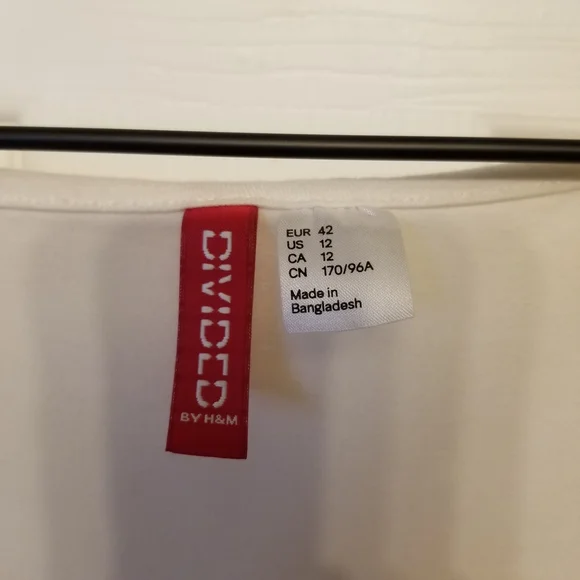 DIVIDED
BY H&M
EUR 42
US 12
CA 12
CN 170/96A
Made in
Bangladesh